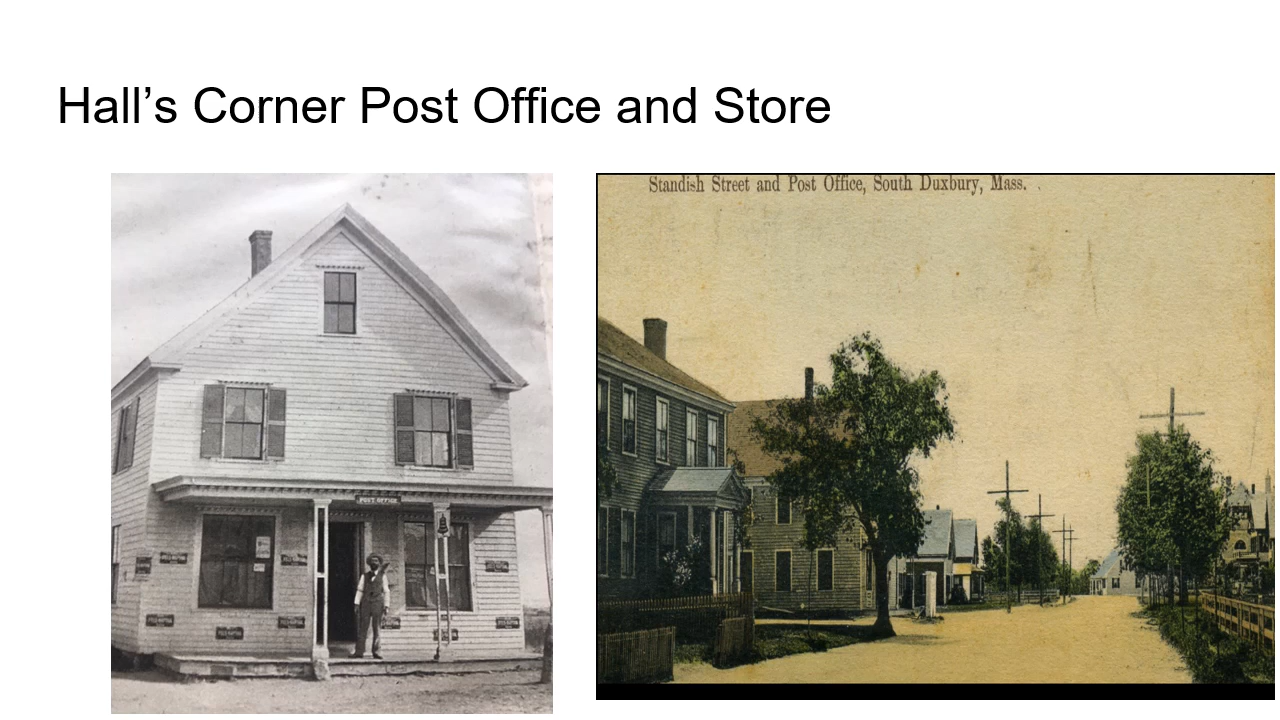 Hall’s Corner Post Office and Store
Standish Street and Post Office, South Duxbury, Mass.
POST OFFICE